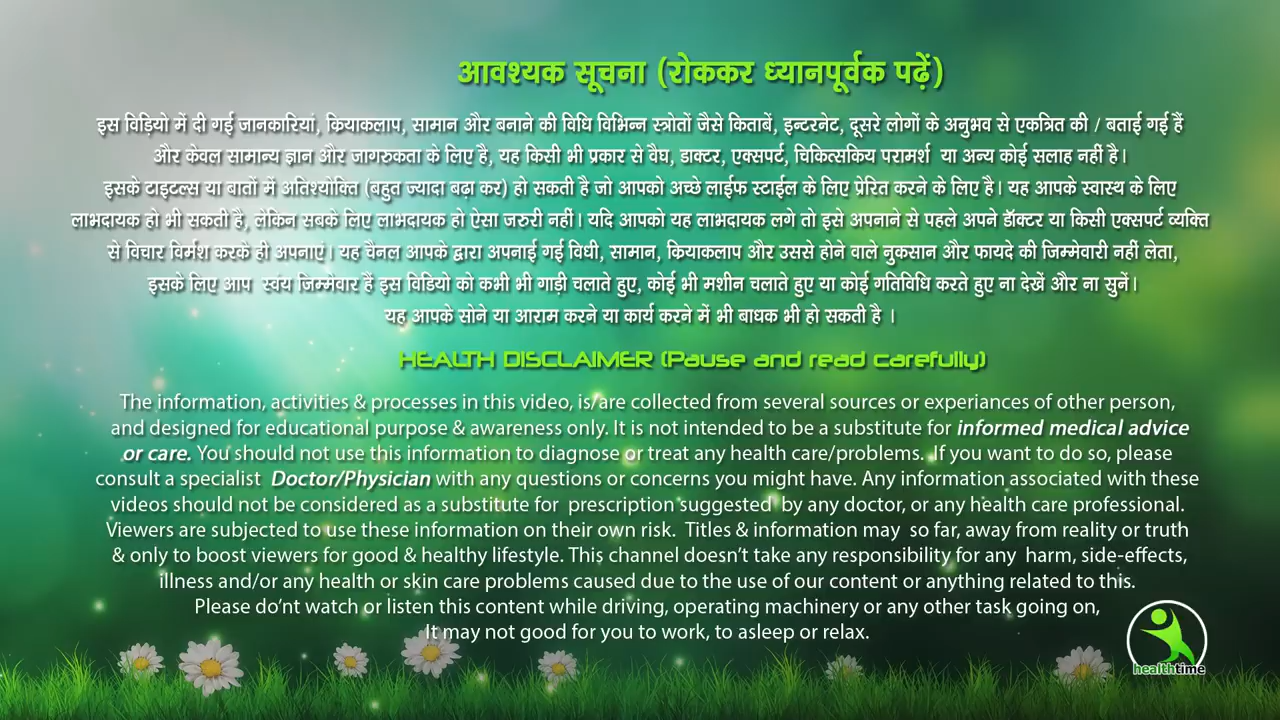 आवश्यक सूचना (रोककर ध्यानपूर्वक पढ़ें)
इस विड़ियो में दी गई जानकारियां, क्रियाकलाप, सामान और बनाने की विधि विभिन्न स्त्रोतों जैसे किताबें, इन्टरनेट, दूसरे लोगों के अनुभव से एकत्रित की / बताई गई हैं
और केवल सामान्य ज्ञान और जागरुकता के लिए है, यह किसी भी प्रकार से वैघ, डाक्टर, एक्सपर्ट, चिकित्सकिय परामर्श या अन्य कोई सलाह नहीं है।
इसके टाइटल्स या बातों में अतिश्योक्ति (बहुत ज्यादा बढ़ा कर) हो सकती है जो आपको अच्छे लाईफ स्टाईल के लिए प्रेरित करने के लिए है। यह आपके स्वास्थ के लिए
लाभदायक हो भी सकती है, लेकिन सबके लिए लाभदायक हो ऐसा जरुरी नहीं। यदि आपको यह लाभदायक लगे तो इसे अपनाने से पहले अपने डॉक्टर या किसी एक्सपर्ट व्यक्ति
से विचार विर्मश करके ही अपनाएं। यह चैनल आपके द्वारा अपनाई गई विधी, सामान, क्रियाकलाप और उससे होने वाले नुकसान और फायदे की जिम्मेवारी नहीं लेता,
इसके लिए आप स्वंय जिम्मेवार हैं इस विडियो को कभी भी गाड़ी चलाते हुए, कोई भी मशीन चलाते हुए या कोई गतिविधि करते हुए ना देखें और ना सुनें।
यह आपके सोने या आराम करने या कार्य करने में भी बाधक भी हो सकती है ।
HEALTH DISCLAIMER (Pause and read carefully)
The information, activities & processes in this video, is/are collected from several sources or experiances of other person,
and designed for educational purpose & awareness only. It is not intended to be a substitute for informed medical advice
or care. You should not use this information to diagnose or treat any health care/problems. If you want to do so, please
consult a specialist Doctor/Physician with any questions or concerns you might have. Any information associated with these
videos should not be considered as a substitute for prescription suggested by any doctor, or any health care professional.
Viewers are subjected to use these information on their own risk. Titles & information may so far, away from reality or truth
& only to boost viewers for good & healthy lifestyle. This channel doesn't take any responsibility for any harm, side-effects,
illness and/or any health or skin care problems caused due to the use of our content or anything related to this.
Please do'nt watch or listen this content while driving, operating machinery or any other task going on,
It may not good for you to work, to asleep or relax.
healthtime